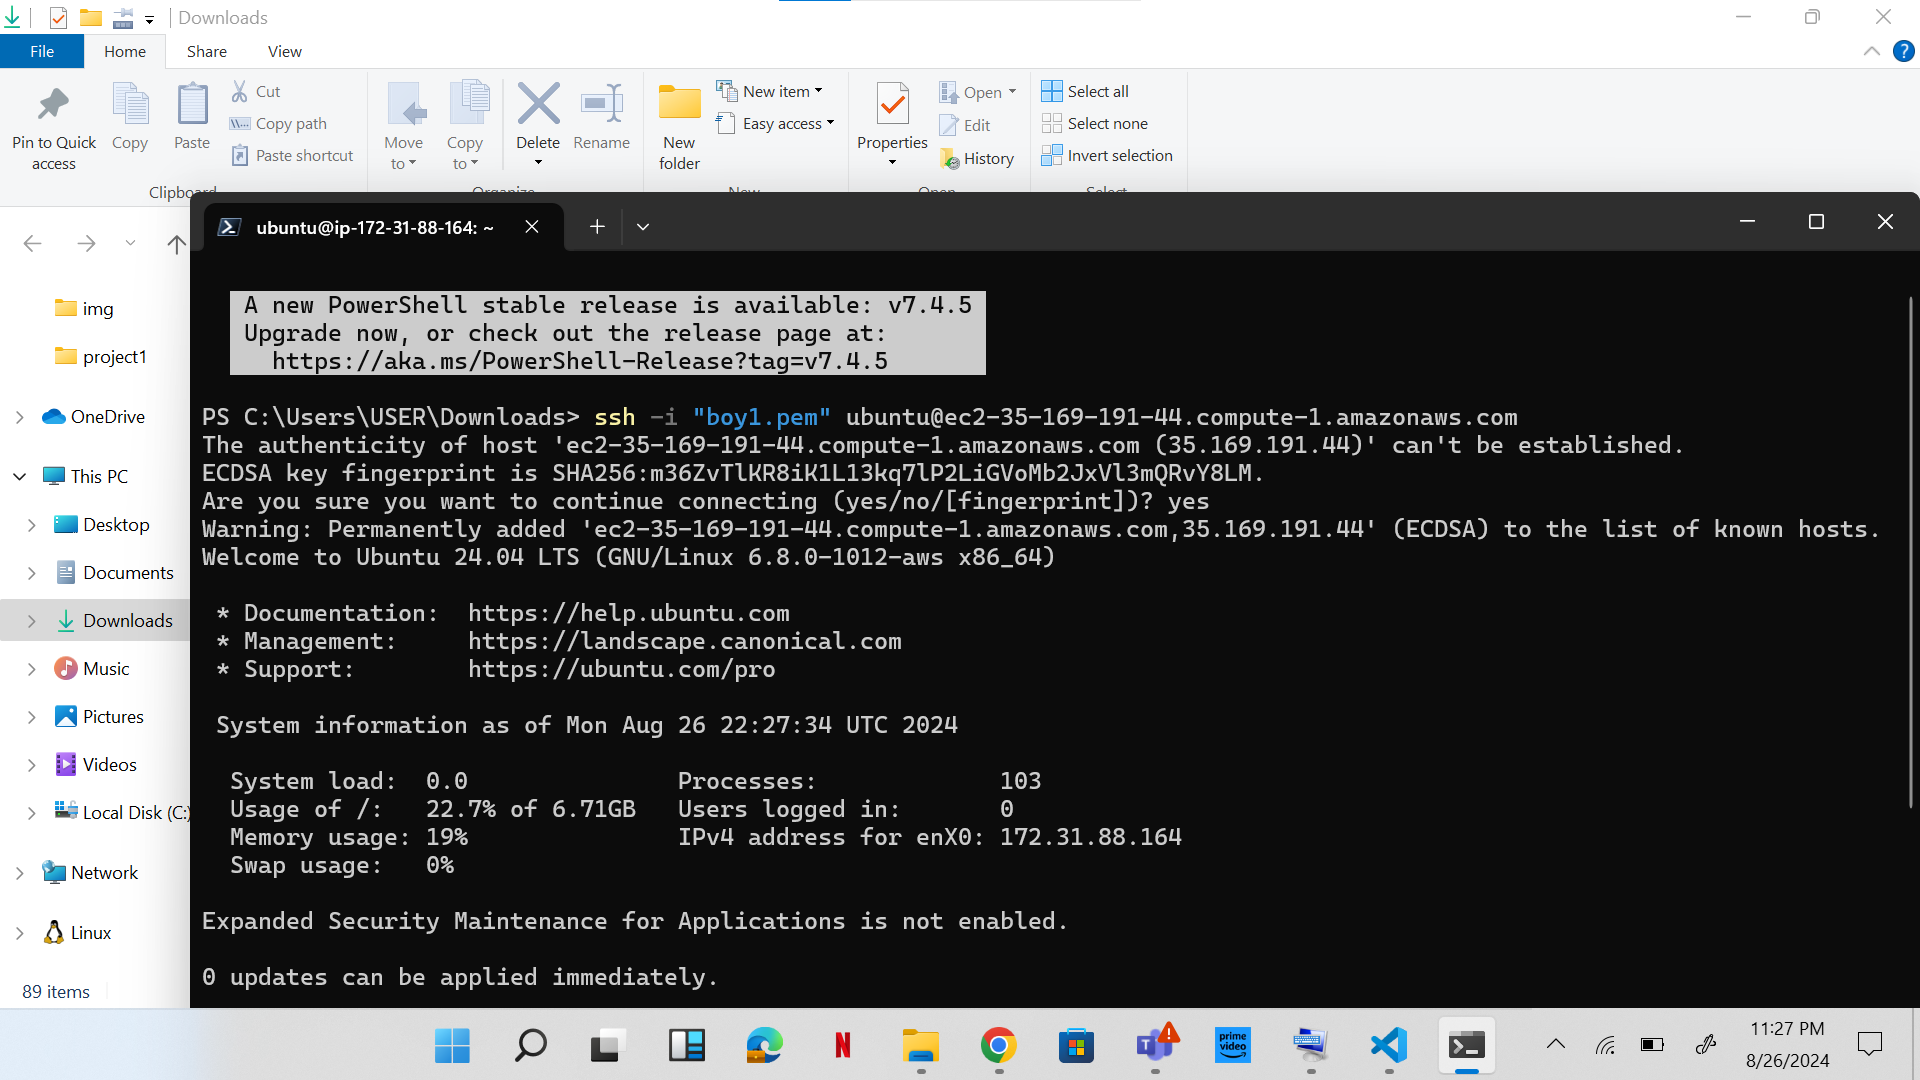 Downloads
File Home Share View
Pin to Quick access
Copy
Paste
Cut
Copy path
Paste shortcut
Clipboard
Move to
Copy to
Delete
Rename
Organize
New folder
New item
Easy access
New
Properties
Open
Edit
History
Open
Select all
Select none
Invert selection
Select
img
project1
OneDrive
This PC
Desktop
Documents
Downloads
Music
Pictures
Videos
Local Disk (C:)
Network
Linux
89 items
ubuntu@ip-172-31-88-164: ~
A new PowerShell stable release is available: v7.4.5
Upgrade now, or check out the release page at:
https://aka.ms/PowerShell-Release?tag=v7.4.5
PS C:\Users\USER\Downloads> ssh -i "boy1.pem" ubuntu@ec2-35-169-191-44.compute-1.amazonaws.com
The authenticity of host 'ec2-35-169-191-44.compute-1.amazonaws.com (35.169.191.44)' can't be established.
ECDSA key fingerprint is SHA256:m36ZvTlKR8iK1L13kq7lP2LiGVoMb2JxVl3mQRvY8LM.
Are you sure you want to continue connecting (yes/no/[fingerprint])? yes
Warning: Permanently added 'ec2-35-169-191-44.compute-1.amazonaws.com,35.169.191.44' (ECDSA) to the list of known hosts.
Welcome to Ubuntu 24.04 LTS (GNU/Linux 6.8.0-1012-aws x86_64)
* Documentation: https://help.ubuntu.com
* Management: https://landscape.canonical.com
* Support: https://ubuntu.com/pro
System information as of Mon Aug 26 22:27:34 UTC 2024
System load: 0.0 Processes: 103
Usage of /: 22.7% of 6.71GB Users logged in: 0
Memory usage: 19% IPv4 address for enX0: 172.31.88.164
Swap usage: 0%
Expanded Security Maintenance for Applications is not enabled.
0 updates can be applied immediately.
prime video
11:27 PM
8/26/2024